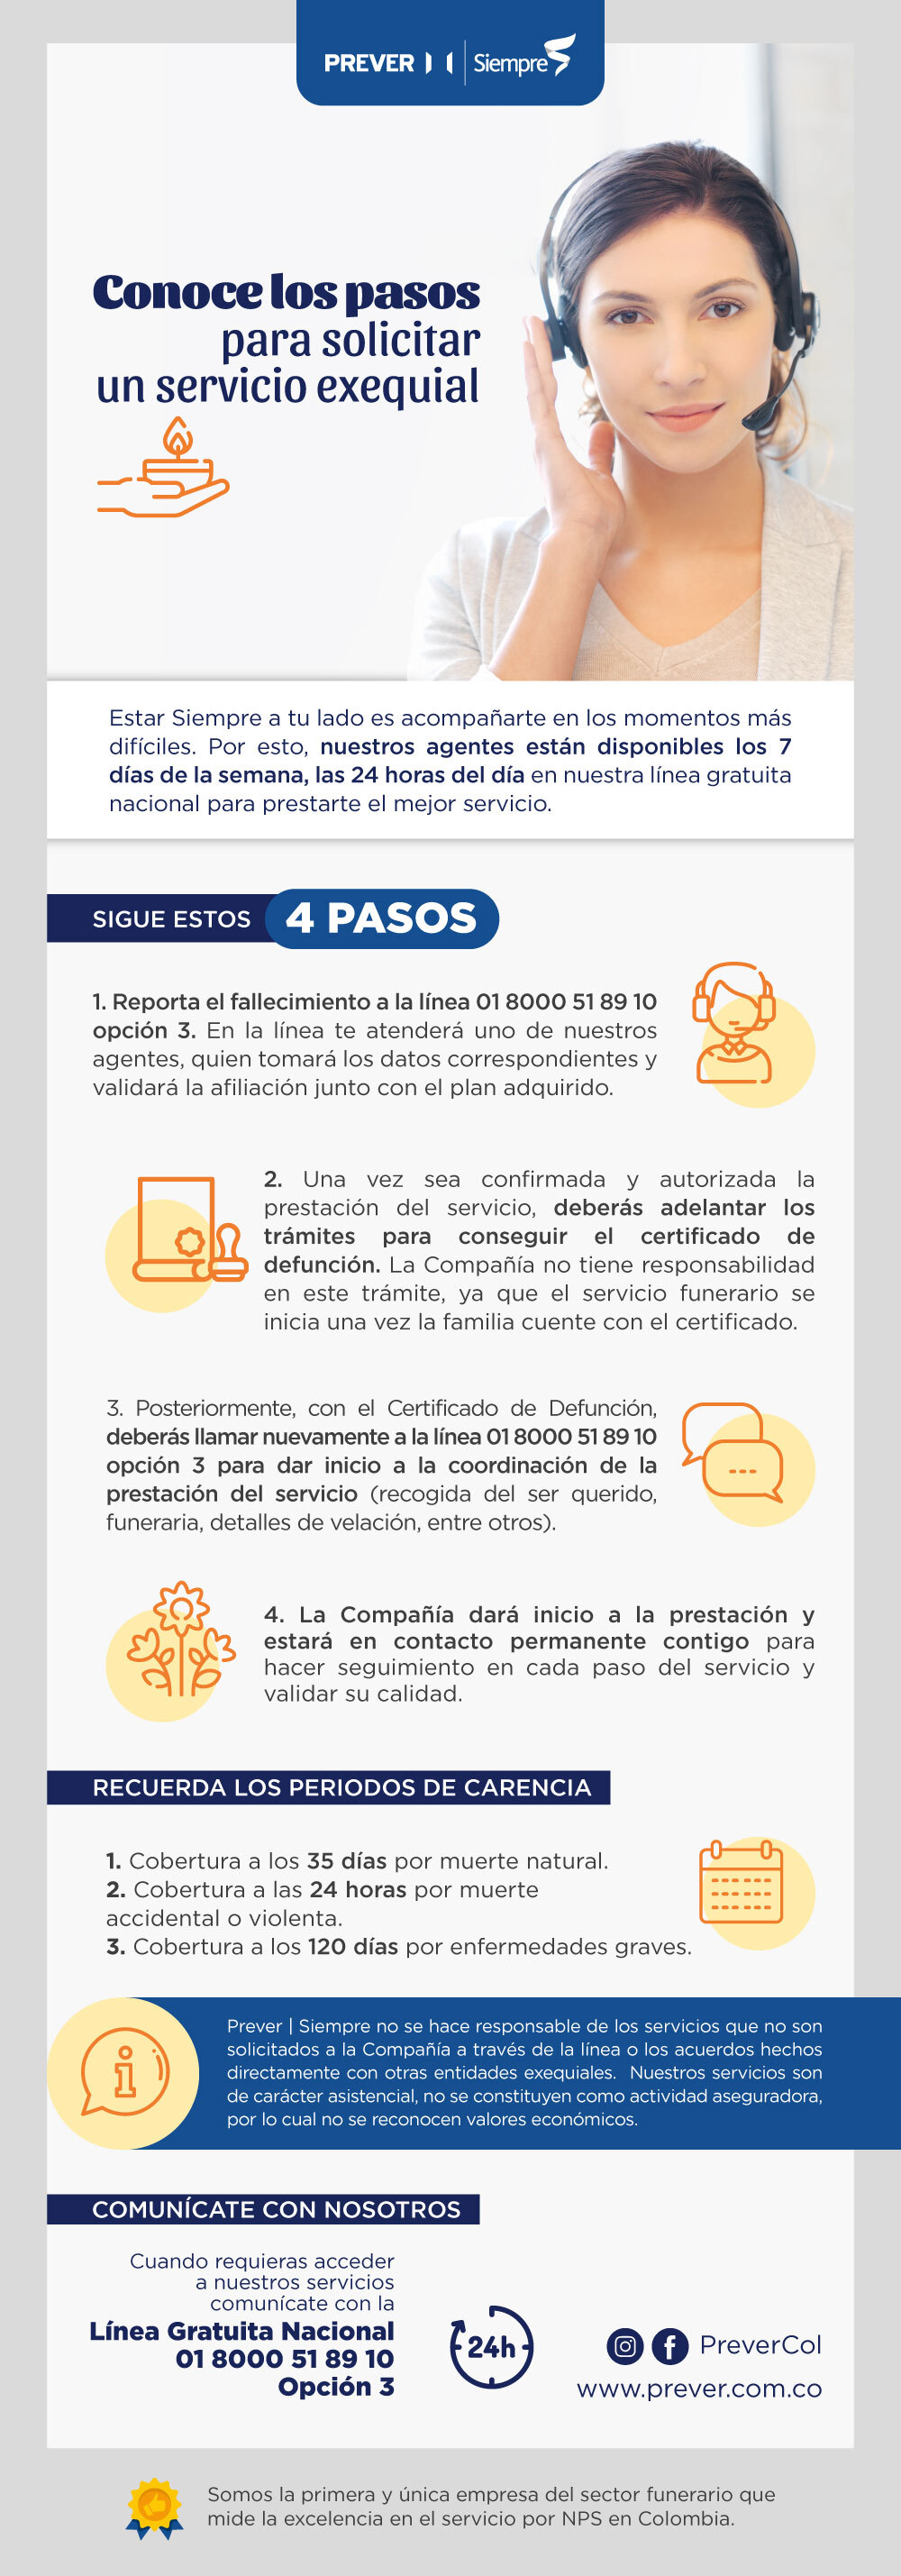 PREVER | Siempre
Conoce los pasos
para solicitar
un servicio exequial
Estar Siempre a tu lado es acompañarte en los momentos más
difíciles. Por esto, nuestros agentes están disponibles los 7
días de la semana, las 24 horas del día en nuestra línea gratuita
nacional para prestarte el mejor servicio.
SIGUE ESTOS 4 PASOS
1. Reporta el fallecimiento a la línea 01 8000 51 89 10
opción 3. En la línea te atenderá uno de nuestros
agentes, quien tomará los datos correspondientes y
validará la afiliación junto con el plan adquirido.
2. Una vez sea confirmada y autorizada la
prestación del servicio, deberás adelantar los
trámites para conseguir el certificado de
defunción. La Compañía no tiene responsabilidad
en este trámite, ya que el servicio funerario se
inicia una vez la familia cuente con el certificado.
3. Posteriormente, con el Certificado de Defunción,
deberás llamar nuevamente a la línea 01 8000 51 89 10
opción 3 para dar inicio a la coordinación de la
prestación del servicio (recogida del ser querido,
funeraria, detalles de velación, entre otros).
4. La Compañía dará inicio a la prestación y
estará en contacto permanente contigo para
hacer seguimiento en cada paso del servicio y
validar su calidad.
RECUERDA LOS PERIODOS DE CARENCIA
1. Cobertura a los 35 días por muerte natural.
2. Cobertura a las 24 horas por muerte
accidental o violenta.
3. Cobertura a los 120 días por enfermedades graves.
Prever | Siempre no se hace responsable de los servicios que no son
solicitados a la Compañía a través de la línea o los acuerdos hechos
directamente con otras entidades exequiales. Nuestros servicios son
de carácter asistencial, no se constituyen como actividad aseguradora,
por lo cual no se reconocen valores económicos.
COMUNÍCATE CON NOSOTROS
Cuando requieras acceder
a nuestros servicios
comunícate con la
Línea Gratuita Nacional
01 8000 51 89 10
Opción 3
24h
PreverCol
www.prever.com.co
Somos la primera y única empresa del sector funerario que
mide la excelencia en el servicio por NPS en Colombia.